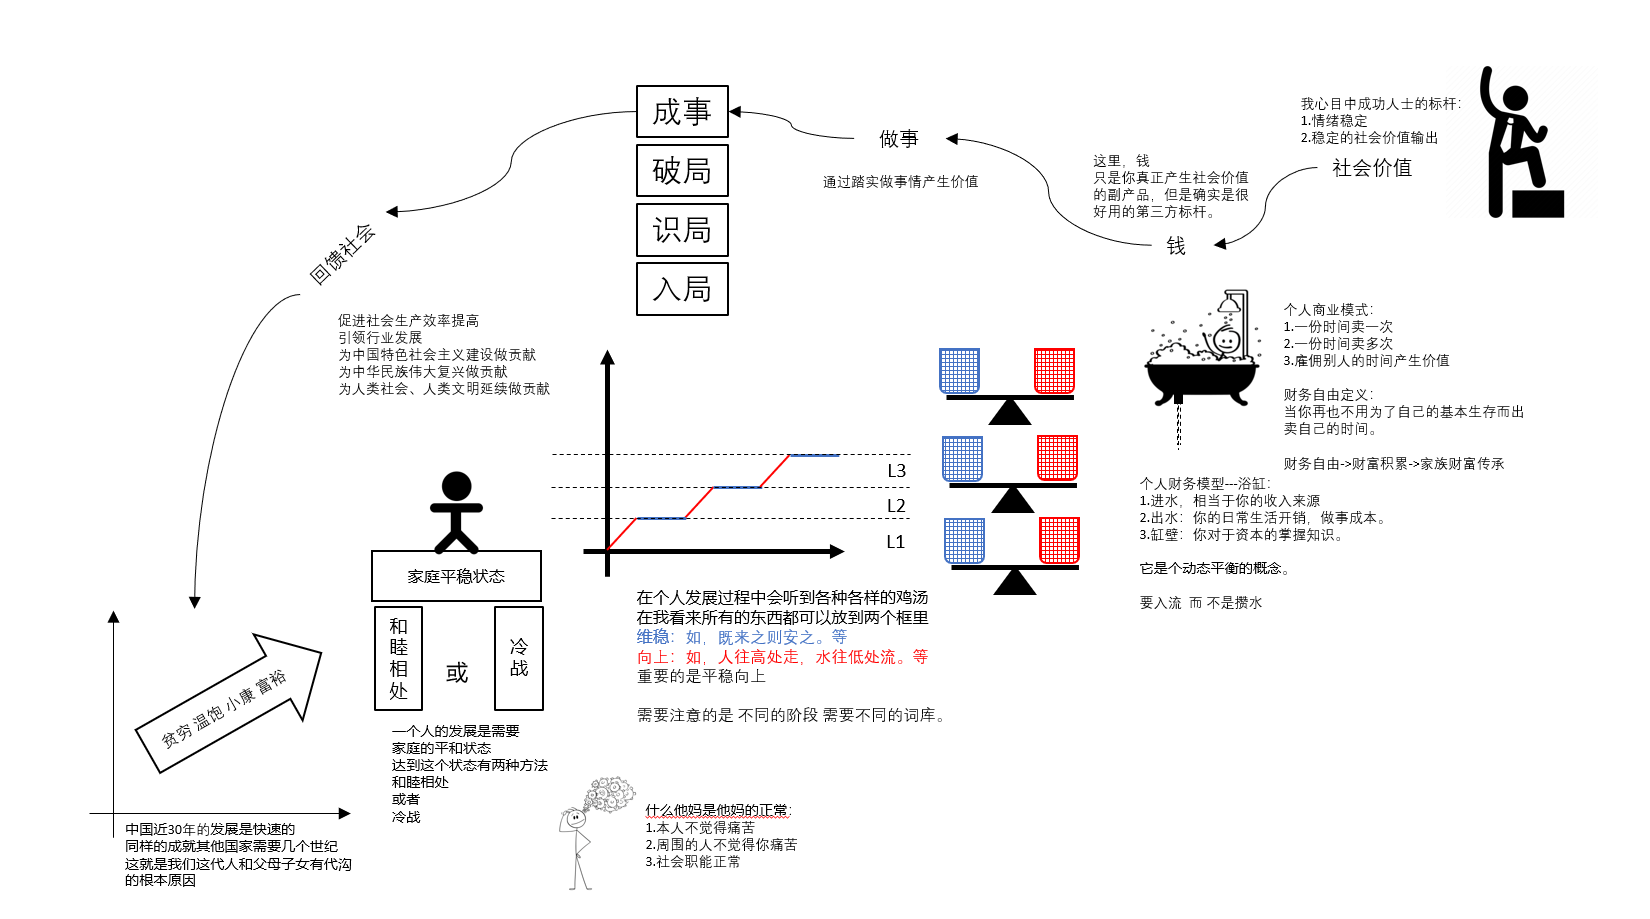 我心目中成功人士的标杆：
1.情绪稳定
2.稳定的社会价值输出
社会价值
这里，钱
只是你真正产生社会价值
的副产品，但是确实是很
好用的第三方标杆。
钱
做事
通过踏实做事情产生价值
成事
破局
识局
入局
回馈社会
促进社会生产效率提高
引领行业发展
为中国特色社会主义建设做贡献
为中华民族伟大复兴做贡献
为人类社会、人类文明延续做贡献
个人商业模式：
1.一份时间卖一次
2.一份时间卖多次
3.雇佣别人的时间产生价值
财务自由定义：
当你再也不用为了自己的基本生存而出
卖自己的时间。
财务自由->财富积累->家族财富传承
个人财务模型---浴缸：
1.进水，相当于你的收入来源
2.出水：你的日常生活开销，做事成本。
3.缸壁：你对于资本的掌握知识。
它是个动态平衡的概念。
要入流 而 不是攒水
L3
L2
L1
在个人发展过程中会听到各种各样的鸡汤
在我看来所有的东西都可以放到两个框里
维稳：如，既来之则安之。等
向上：如，人往高处走，水往低处流。等
重要的是平稳向上
需要注意的是 不同的阶段 需要不同的词库。
家庭平稳状态
和睦相处
或
冷战
一个人的发展是需要
家庭的平和状态
达到这个状态有两种方法
和睦相处
或者
冷战
贫穷 温饱 小康 富裕
中国近30年的发展是快速的
同样的成就其他国家需要几个世纪
这就是我们这代人和父母子女有代沟
的根本原因
什么他妈是他妈的正常：
1.本人不觉得痛苦
2.周围的人不觉得你痛苦
3.社会职能正常